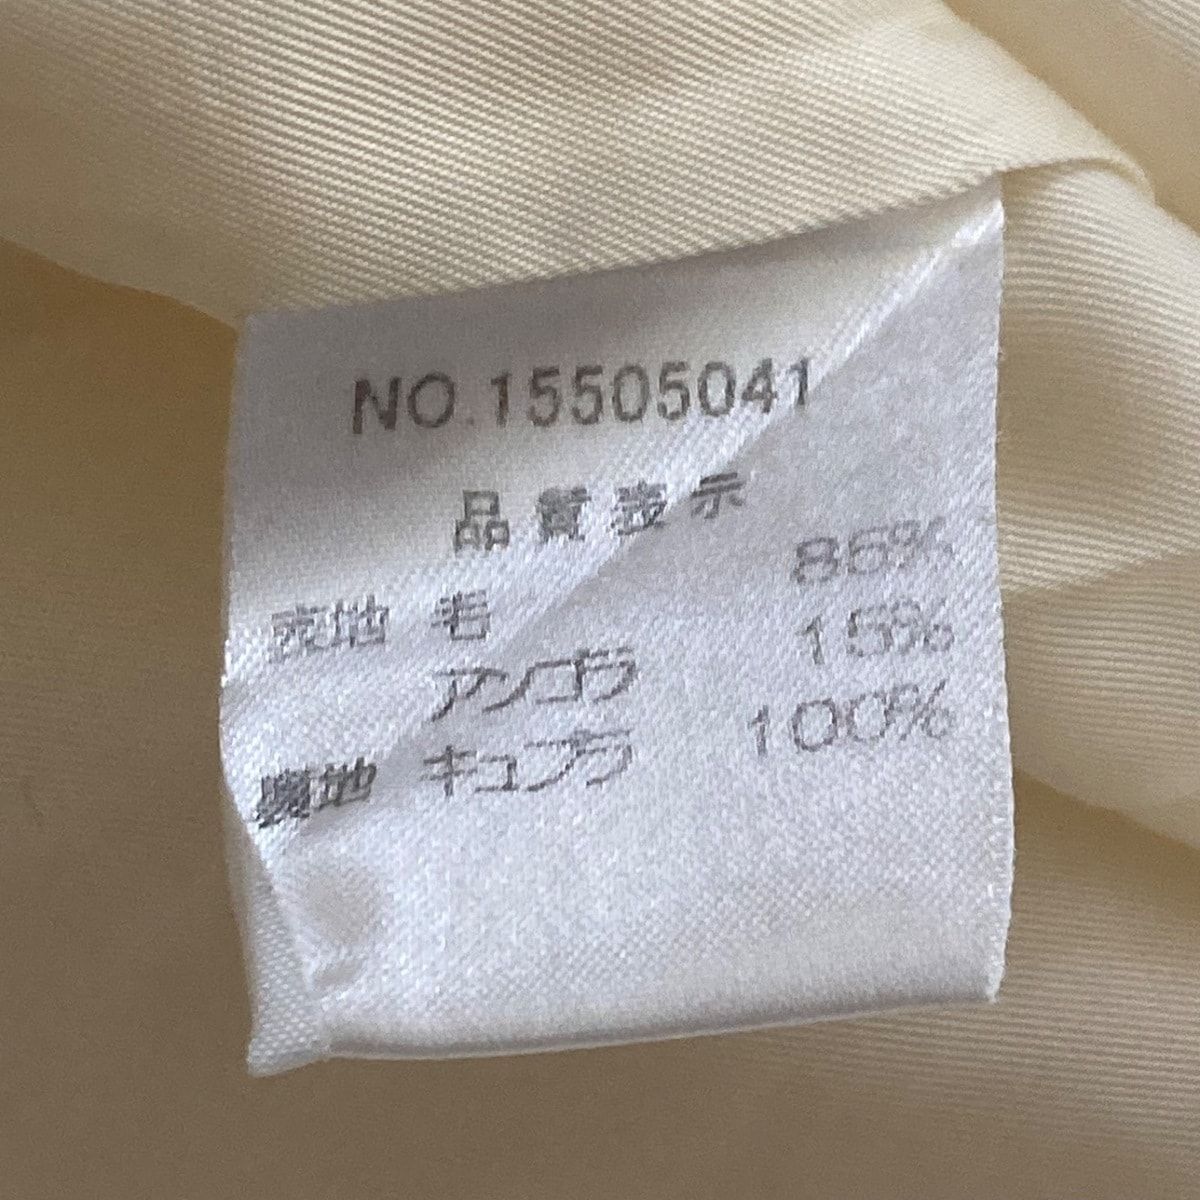 NO.15505041
品質表示
表地 毛 85%
アンゴラ 15%
裏地 キュプラ 100%